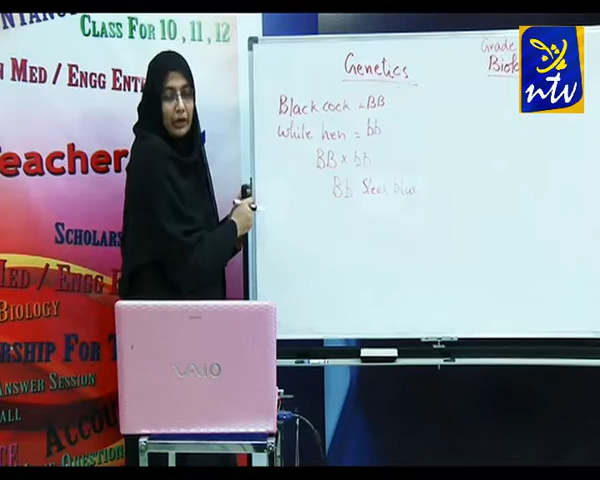 CLASS FOR 10, 11, 12
N MED / ENGG ENT
Teacher
SCHOLARS
MED / ENGG E
BIOLOGY
RSHIP FOR T
ANSWER SESSION
ALL
ACCOU
QUESTION
VAIO
Genetics
Grade
Biolo
ntv
Black cock = BB
White hen = bb
BB × bb
Bb Steel blue